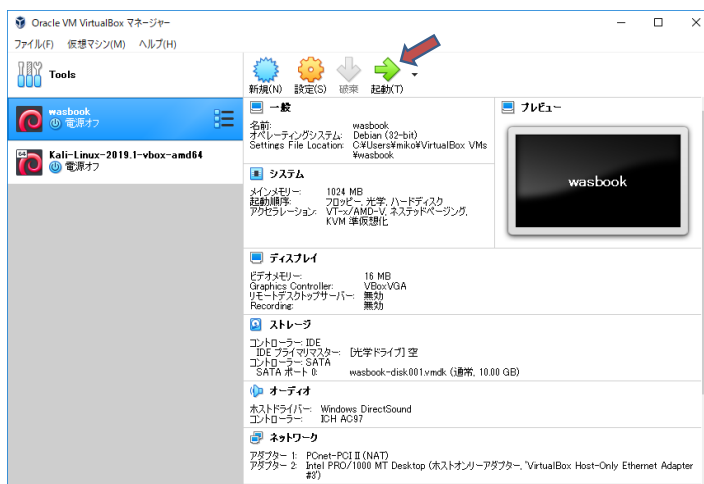 Oracle VM VirtualBox マネージャー
ファイル(F) 仮想マシン(M) ヘルプ(H)
Tools
wasbook
電源オフ
64
Kali-Linux-2019.1-vbox-amd64
電源オフ
新規(N) 設定(S) 破棄 起動(T)
一般
名前: wasbook
オペレーティングシステム: Debian (32-bit)
Settings File Location: C:¥Users¥miko¥VirtualBox VMs
¥wasbook
プレビュー
wasbook
システム
メインメモリー: 1024 MB
起動順序: フロッピー, 光学, ハードディスク
アクセラレーション: VT-x/AMD-V, ネステッドページング,
KVM 準仮想化
ディスプレイ
ビデオメモリー: 16 MB
Graphics Controller: VBoxVGA
リモートデスクトップサーバー: 無効
Recording: 無効
ストレージ
コントローラー: IDE
IDE プライマリマスター: [光学ドライブ] 空
コントローラー: SATA
SATA ポート 0: wasbook-disk001.vmdk (通常, 10.00 GB)
オーディオ
ホストドライバー: Windows DirectSound
コントローラー: ICH AC97
ネットワーク
アダプター 1: PCnet-PCI II (NAT)
アダプター 2: Intel PRO/1000 MT Desktop (ホストオンリーアダプター, 'VirtualBox Host-Only Ethernet Adapter
#3')